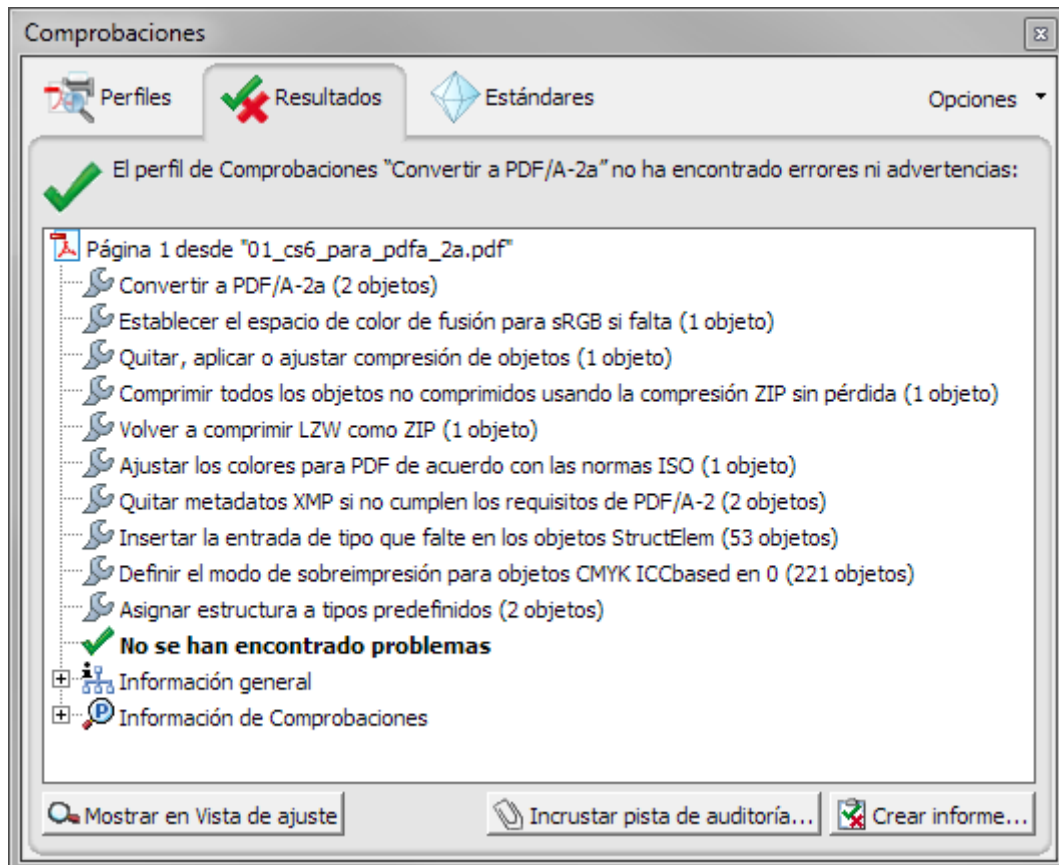 Comprobaciones
Perfiles
Resultados
Estándares
Opciones
El perfil de Comprobaciones “Convertir a PDF/A-2a” no ha encontrado errores ni advertencias:
Página 1 desde "01_cs6_para_pdfa_2a.pdf"
Convertir a PDF/A-2a (2 objetos)
Establecer el espacio de color de fusión para sRGB si falta (1 objeto)
Quitar, aplicar o ajustar compresión de objetos (1 objeto)
Comprimir todos los objetos no comprimidos usando la compresión ZIP sin pérdida (1 objeto)
Volver a comprimir LZW como ZIP (1 objeto)
Ajustar los colores para PDF de acuerdo con las normas ISO (1 objeto)
Quitar metadatos XMP si no cumplen los requisitos de PDF/A-2 (2 objetos)
Insertar la entrada de tipo que falte en los objetos StructElem (53 objetos)
Definir el modo de sobreimpresión para objetos CMYK ICCbased en 0 (221 objetos)
Asignar estructura a tipos predefinidos (2 objetos)
No se han encontrado problemas
Información general
Información de Comprobaciones
Mostrar en Vista de ajuste
Incrustar pista de auditoría...
Crear informe...